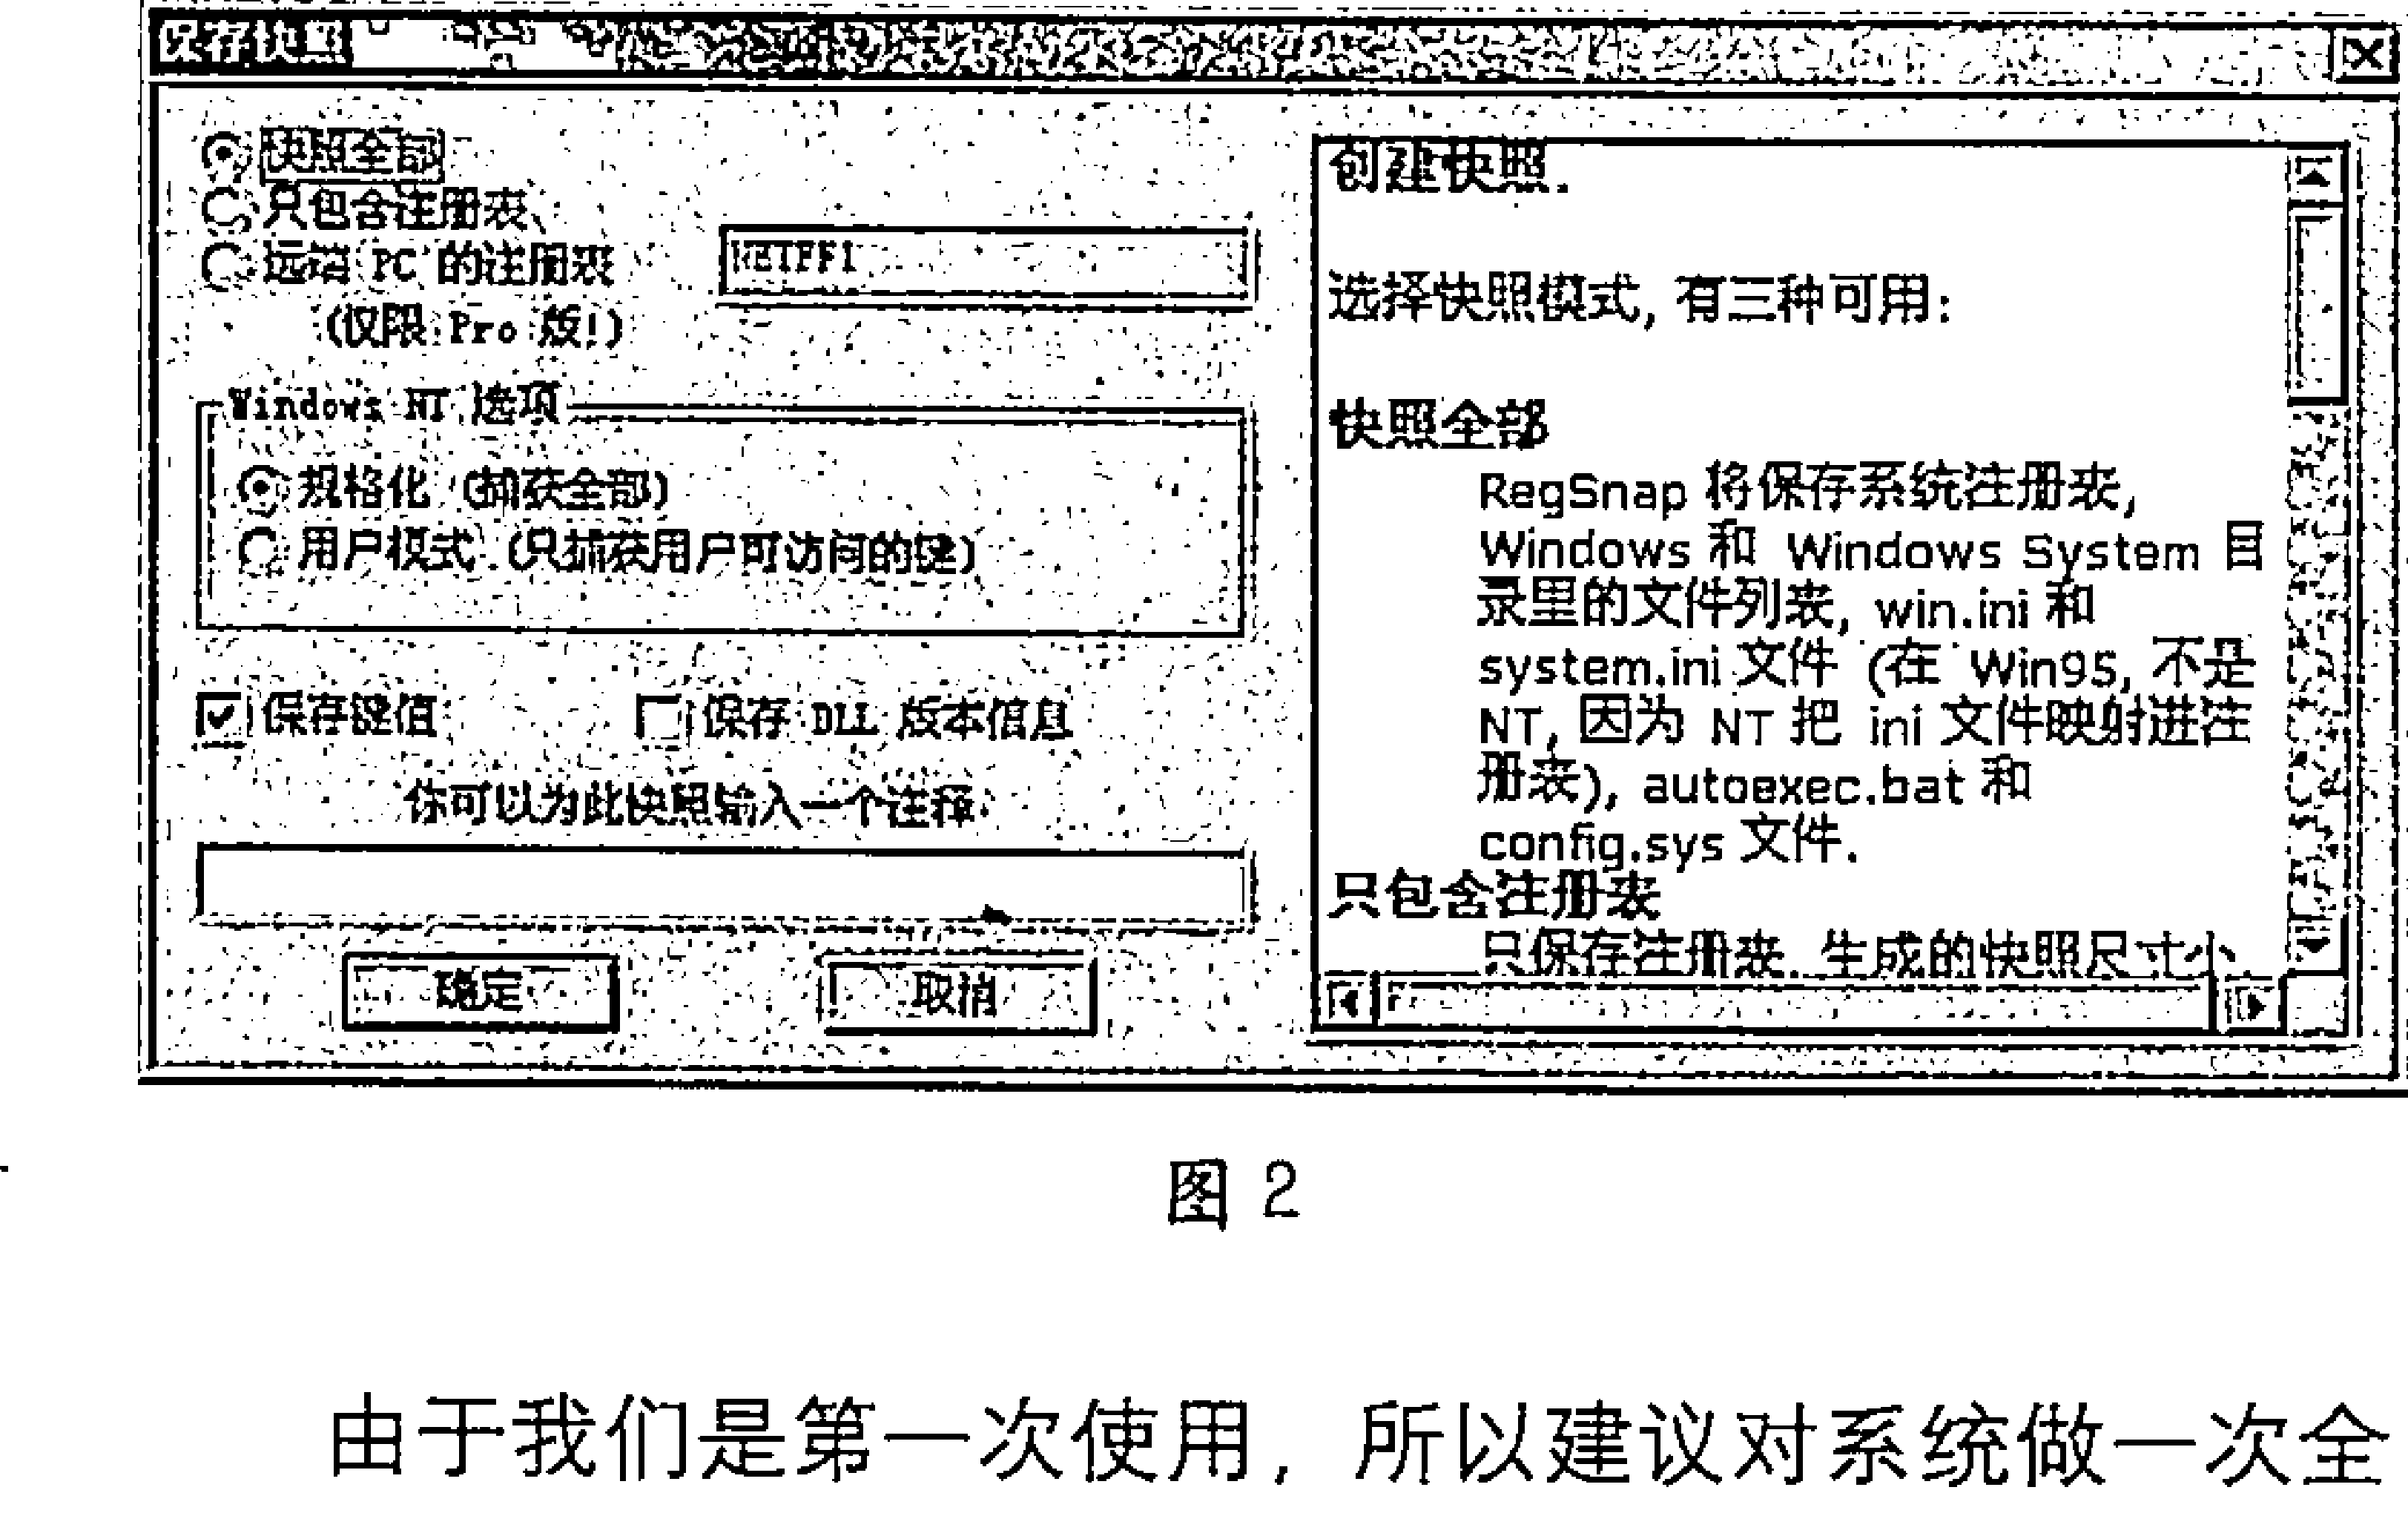 保存快照
快照全部
只包含注册表
远端 PC 的注册表
(仅限 Pro 版!)
Windows NT 选项
规格化 (捕获全部)
用户模式 (只捕获用户可访问的键)
保存键值
保存 DLL 版本信息
你可以为此快照输入一个注释
确定
取消
创建快照.
选择快照模式, 有三种可用:
快照全部
RegSnap 将保存系统注册表,
Windows 和 Windows System 目
录里的文件列表, win.ini 和
system.ini 文件 (在 Win95, 不是
NT, 因为 NT 把 ini 文件映射进注
册表), autoexec.bat 和
config.sys 文件.
只包含注册表
只保存注册表. 生成的快照尺寸小
图 2
由于我们是第一次使用, 所以建议对系统做一次全